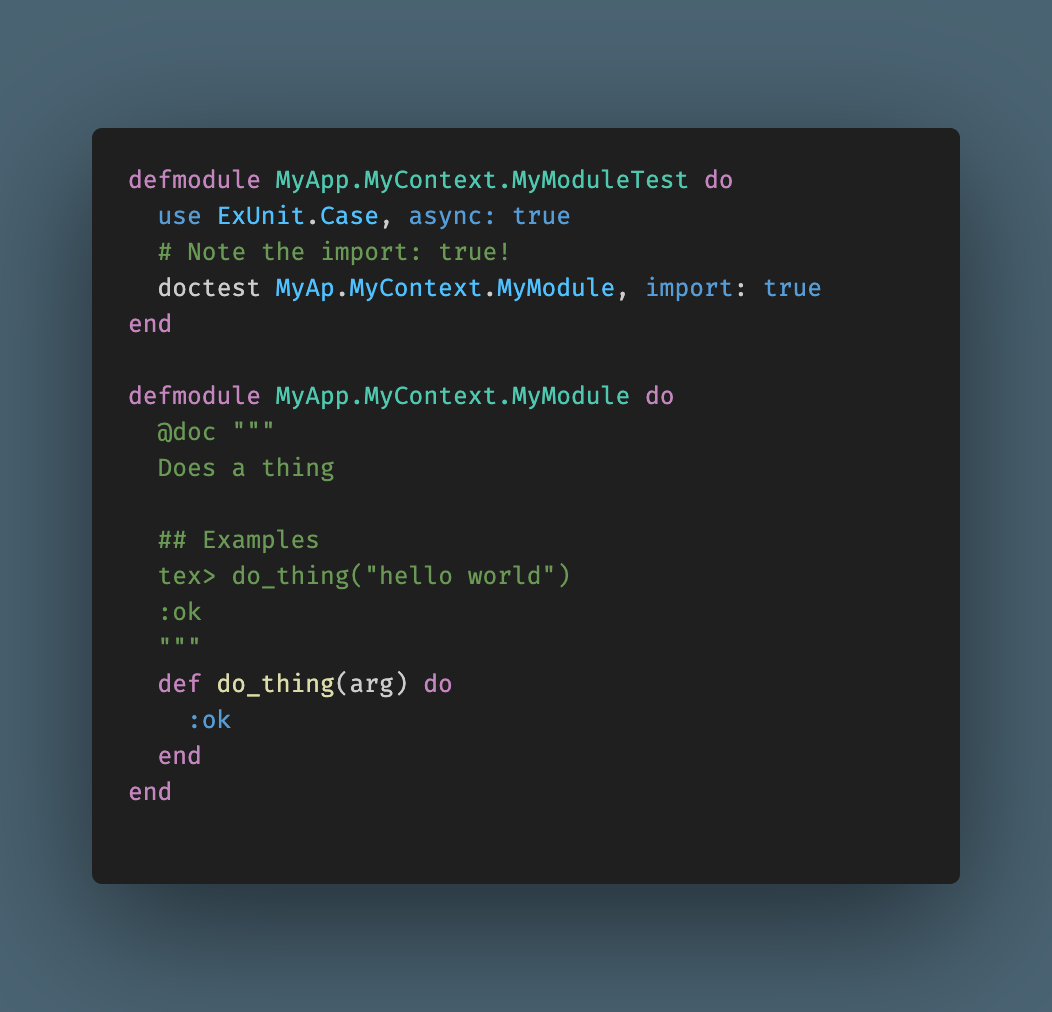 defmodule MyApp.MyContext.MyModuleTest do
  use ExUnit.Case, async: true
  # Note the import: true!
  doctest MyAp.MyContext.MyModule, import: true
end

defmodule MyApp.MyContext.MyModule do
  @doc """
  Does a thing

  ## Examples
  tex> do_thing("hello world")
  :ok
  """
  def do_thing(arg) do
    :ok
  end
end